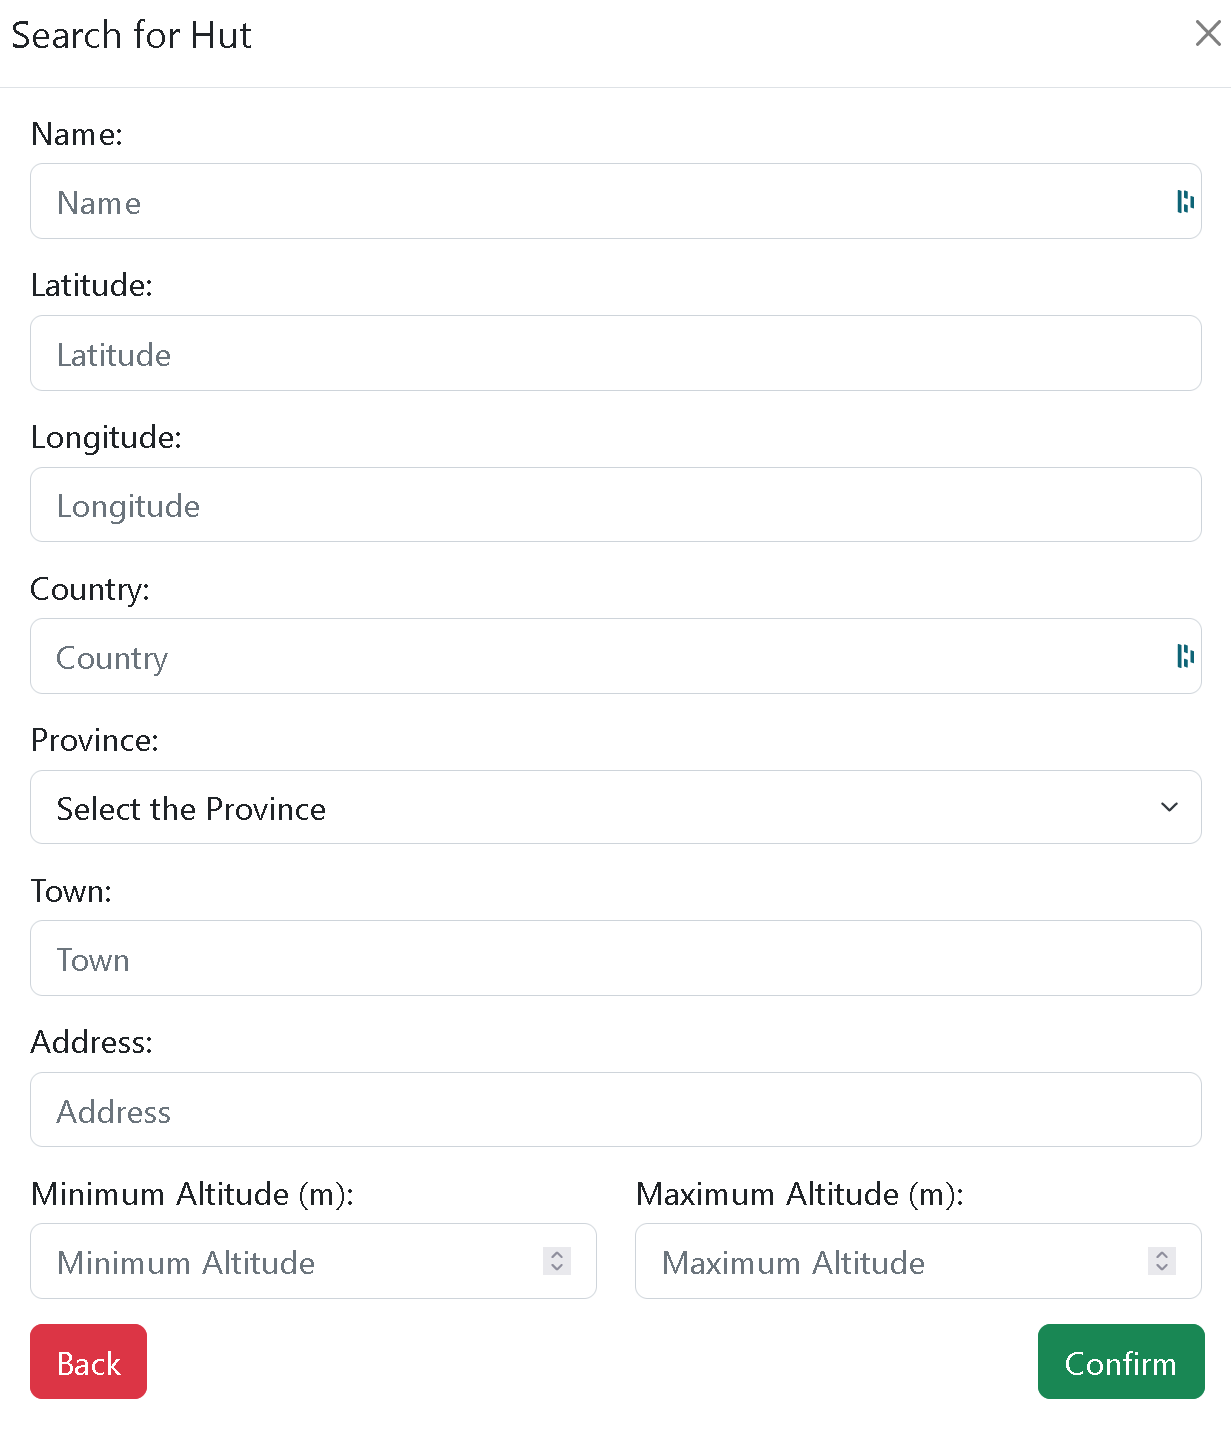 Search for Hut
Name:
Name
Latitude:
Latitude
Longitude:
Longitude
Country:
Country
Province:
Select the Province
Town:
Town
Address:
Address
Minimum Altitude (m): Maximum Altitude (m):
Minimum Altitude Maximum Altitude
Back Confirm